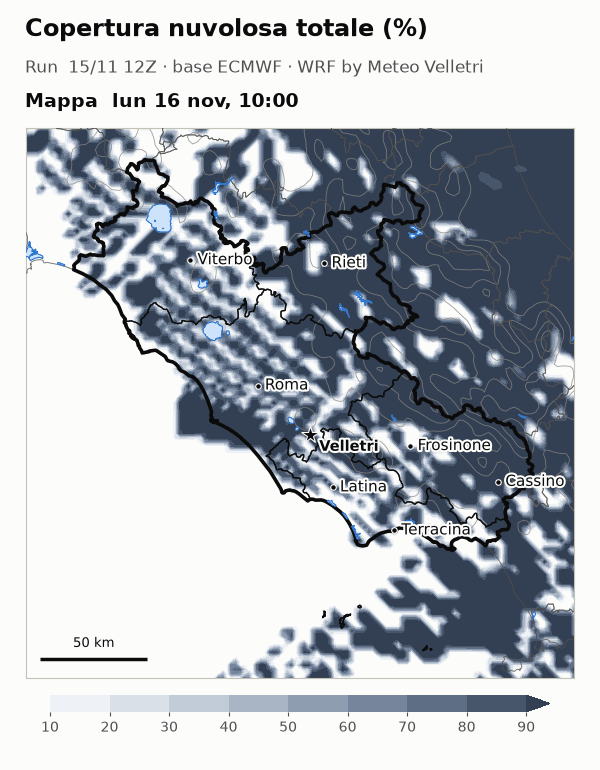 Copertura nuvolosa totale (%)
Run  15/11 12Z · base ECMWF · WRF by Meteo Velletri
Mappa  lun 16 nov, 10:00
Viterbo
Rieti
Roma
Velletri
Frosinone
Latina
Cassino
Terracina
50 km
10 20 30 40 50 60 70 80 90